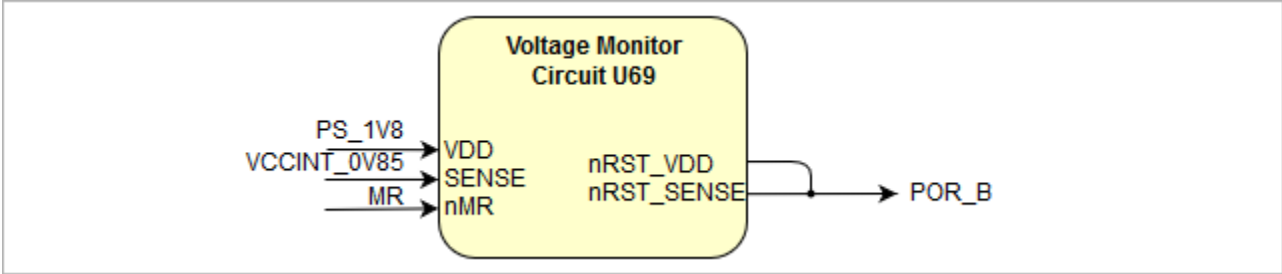 Voltage Monitor
Circuit U69
PS_1V8
VDD
VCCINT_0V85
SENSE
MR
nMR
nRST_VDD
nRST_SENSE
POR_B